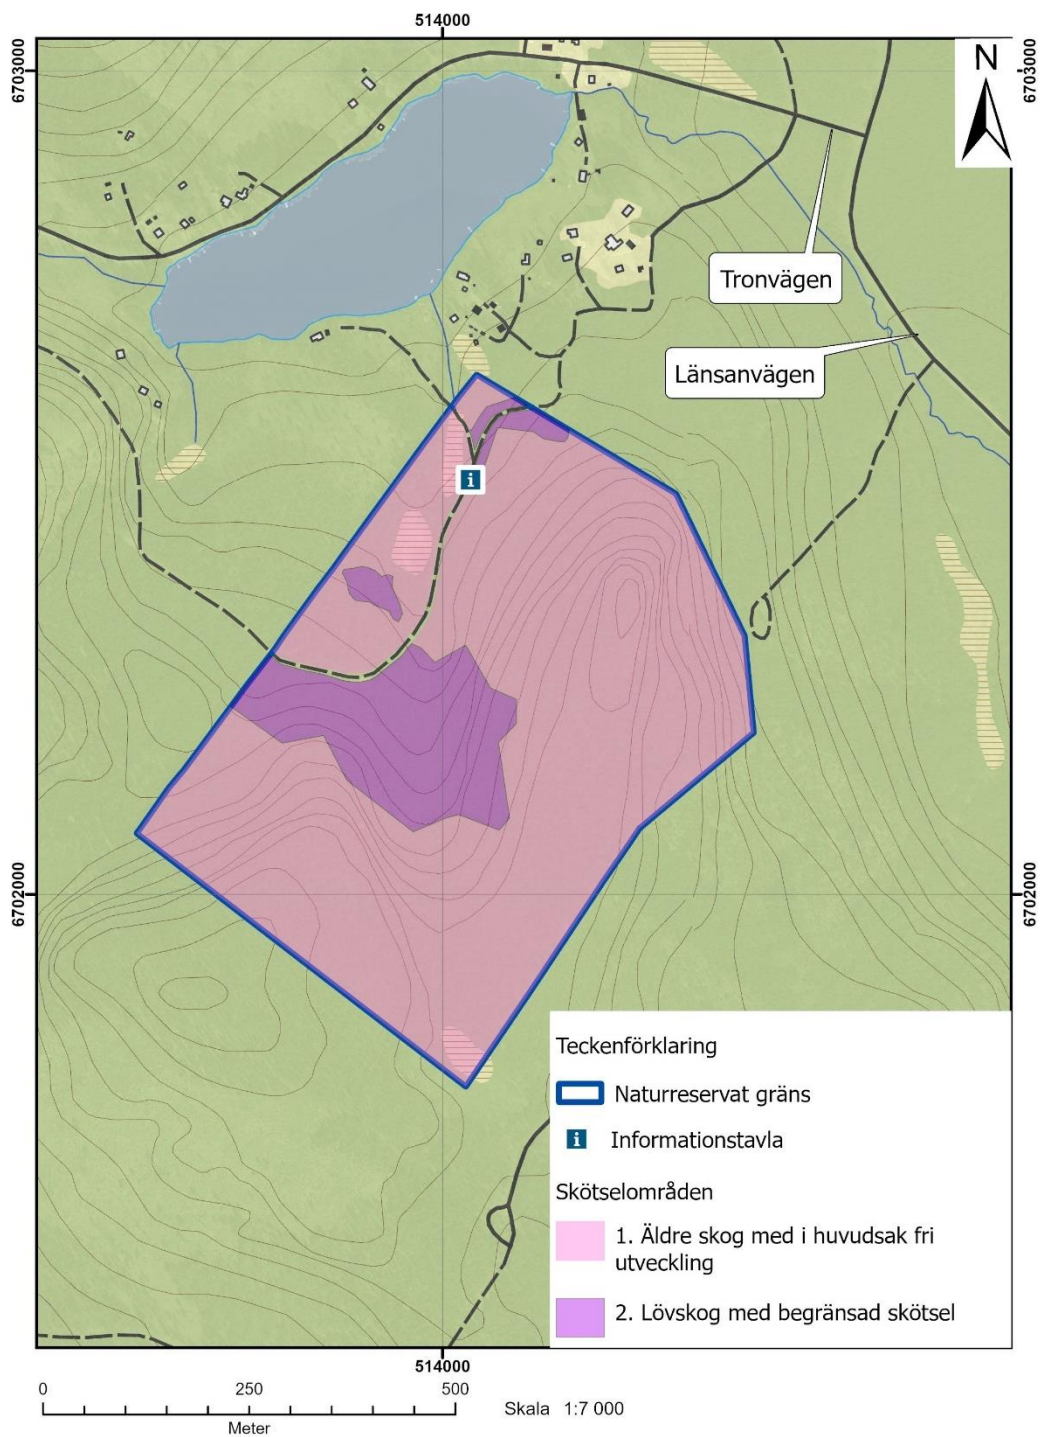 514000
6703000
6703000
N
Tronvägen
Länsanvägen
i
6702000
6702000
Teckenförklaring
Naturreservat gräns
i Informationstavla
Skötselområden
1. Äldre skog med i huvudsak fri
utveckling
2. Lövskog med begränsad skötsel
514000
0 250 500
Meter
Skala 1:7 000